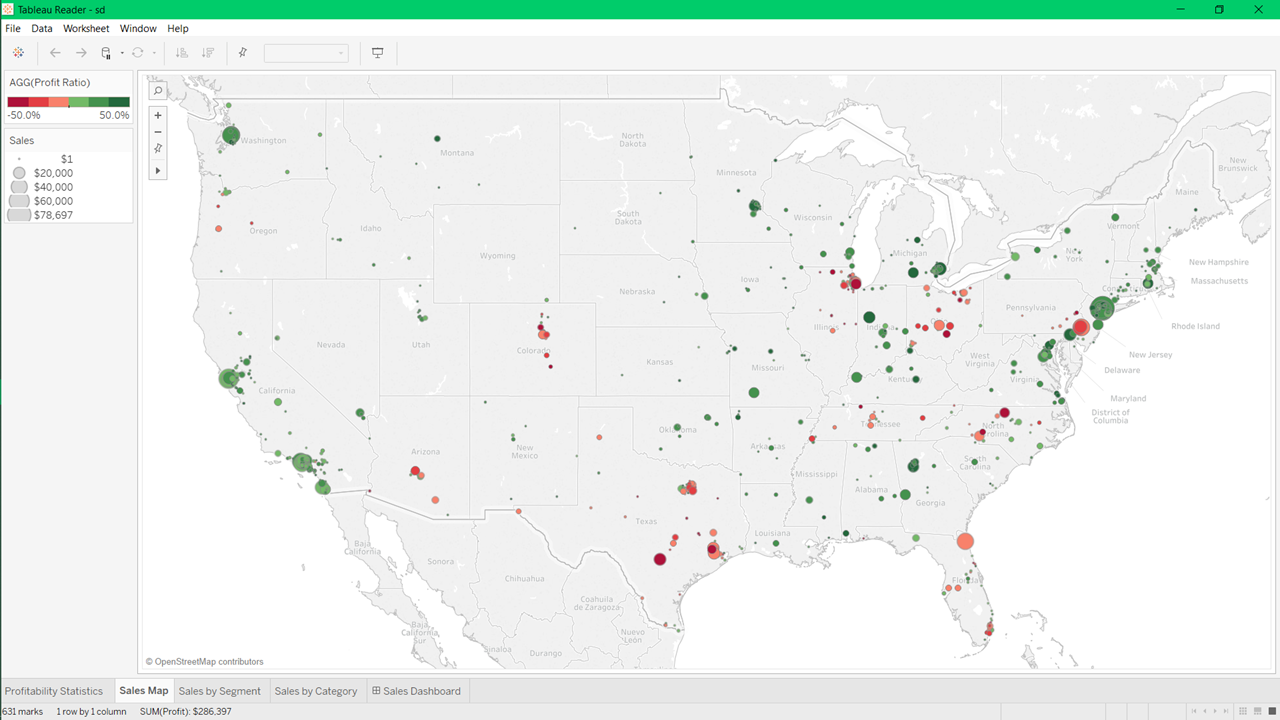 Tableau Reader - sd
File Data Worksheet Window Help
AGG(Profit Ratio)
-50.0% 50.0%
Sales
$1
$20,000
$40,000
$60,000
$78,697
Washington
Montana
North
Dakota
Minnesota
New
Brunswick
Maine
Oregon
Idaho
South
Dakota
Wisconsin
Michigan
Vermont
New
York
Wyoming
New Hampshire
Massachusetts
Iowa
Nebraska
Pennsylvania
Rhode Island
Nevada
Utah
Colorado
Kansas
Missouri
Illinois
West
Virginia
Virginia
New Jersey
Delaware
Maryland
District of
Columbia
California
Arizona
New
Mexico
Oklahoma
Arkansas
Tennessee
North
Carolina
South
Carolina
Mississippi
Alabama
Georgia
Texas
Louisiana
Baja
California
Sonora
Chihuahua
Coahuila
de Zaragoza
Florida
Baja
California
Sur
Nuevo
León
Sinaloa
Durango
© OpenStreetMap contributors
Profitability Statistics Sales Map Sales by Segment Sales by Category Sales Dashboard
631 marks 1 row by 1 column SUM(Profit): $286,397